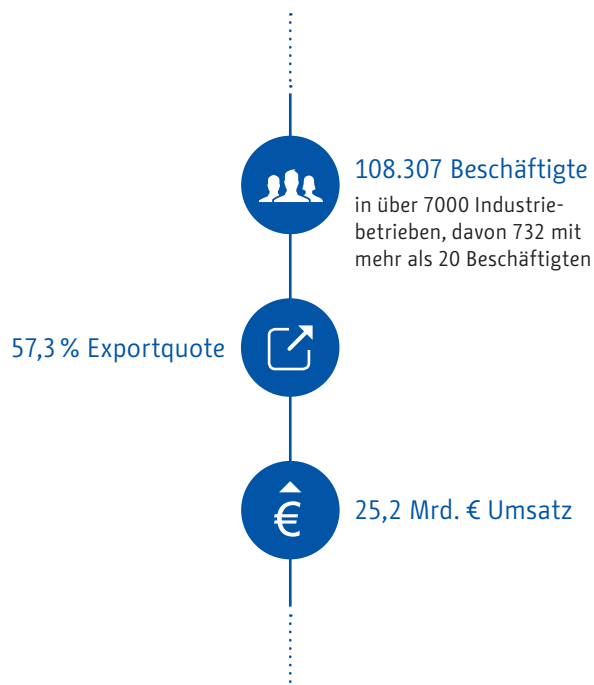 108.307 Beschäftigte
in über 7000 Industrie-
betrieben, davon 732 mit
mehr als 20 Beschäftigten
57,3 % Exportquote
€
25,2 Mrd. € Umsatz